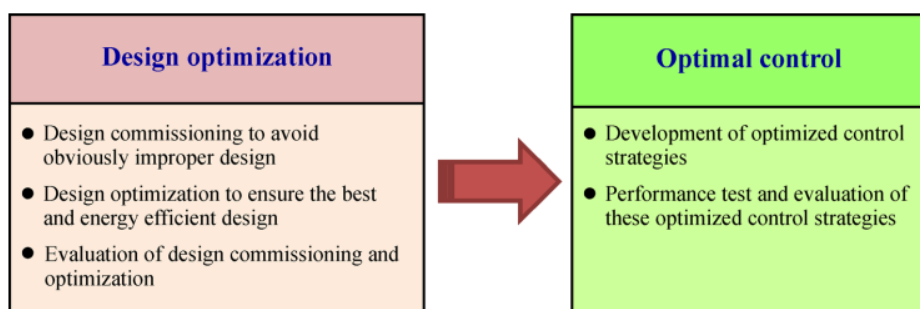 Design optimization
● Design commissioning to avoid
obviously improper design
● Design optimization to ensure the best
and energy efficient design
● Evaluation of design commissioning and
optimization
Optimal control
● Development of optimized control
strategies
● Performance test and evaluation of
these optimized control strategies